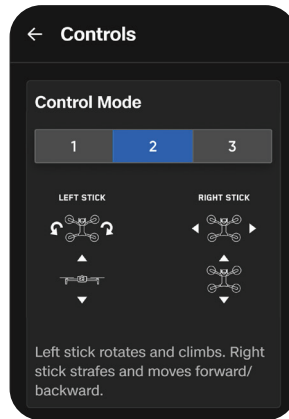 Controls
Control Mode
1 2 3
LEFT STICK RIGHT STICK
Left stick rotates and climbs. Right
stick strafes and moves forward/
backward.